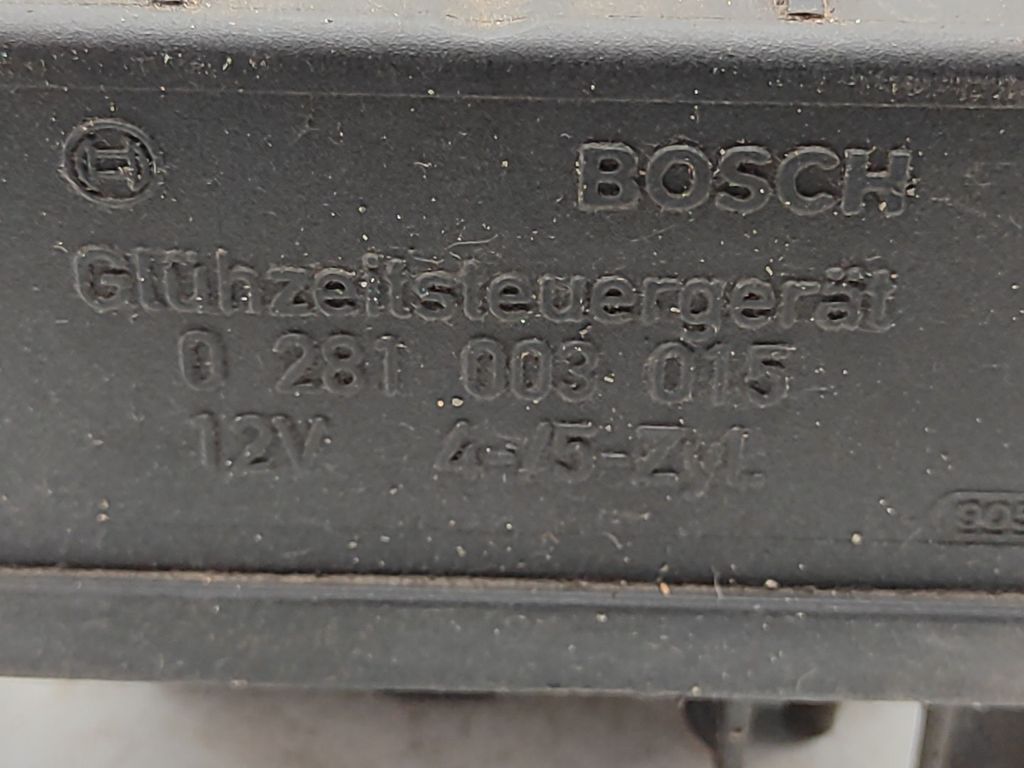 BOSCH
Glühzeitsteuergerät
0 281 003 015
12V 4-/5-Zyl.